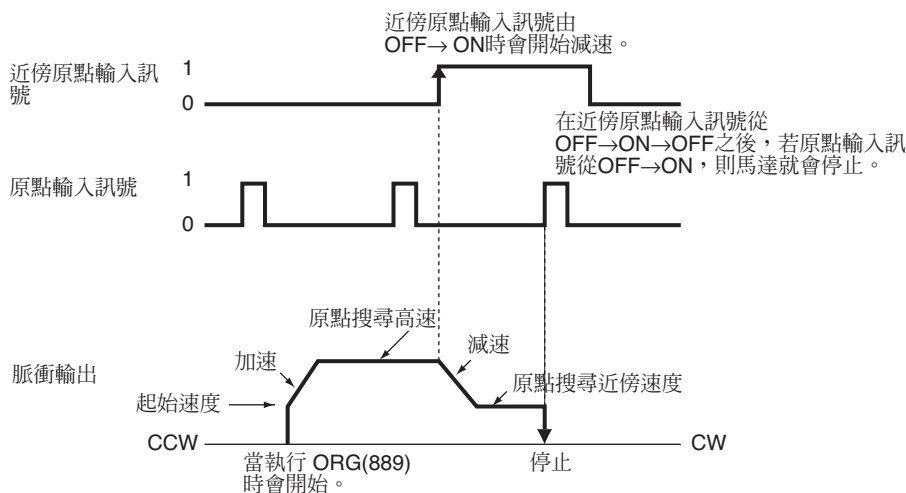 近傍原點輸入訊號由
OFF→ ON時會開始減速。
近傍原點輸入訊
號
1
0
在近傍原點輸入訊號從
OFF→ON→OFF之後，若原點輸入訊
號從OFF→ON，則馬達就會停止。
原點輸入訊號
1
0
原點搜尋高速
減速
加速
脈衝輸出
原點搜尋近傍速度
起始速度
CCW
CW
當執行 ORG(889)
時會開始。
停止